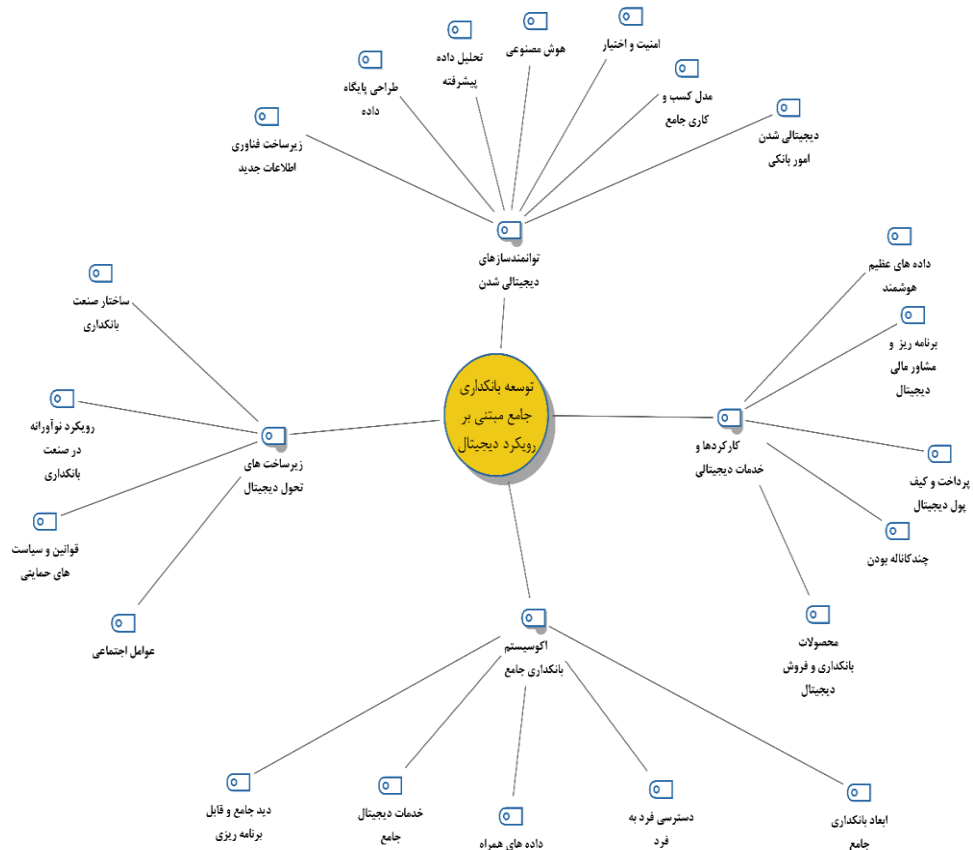 امنیت و اختیار
هوش مصنوعی
تحلیل داده
پیشرفته
طراحی پایگاه
داده
مدل کسب و
کاری جامع
زیرساخت فناوری
اطلاعات جدید
دیجیتالی شدن
امور بانکی
توانمندسازهای
دیجیتالی شدن
داده های عظیم
هوشمند
برنامه ریز و
مشاور مالی
دیجیتال
کارکردها و
خدمات دیجیتالی
پرداخت و کیف
پول دیجیتال
چندکاناله بودن
محصولات
بانکداری و فروش
دیجیتال
توسعه بانکداری
جامع مبتنی بر
رویکرد دیجیتال
ساختار صنعت
بانکداری
رویکرد نوآورانه
در صنعت
بانکداری
زیرساخت های
تحول دیجیتال
قوانین و سیاست
های حمایتی
عوامل اجتماعی
اکوسیستم
بانکداری جامع
ابعاد بانکداری
جامع
دسترسی فرد به
فرد
داده های همراه
خدمات دیجیتال
جامع
دید جامع و قابل
برنامه ریزی